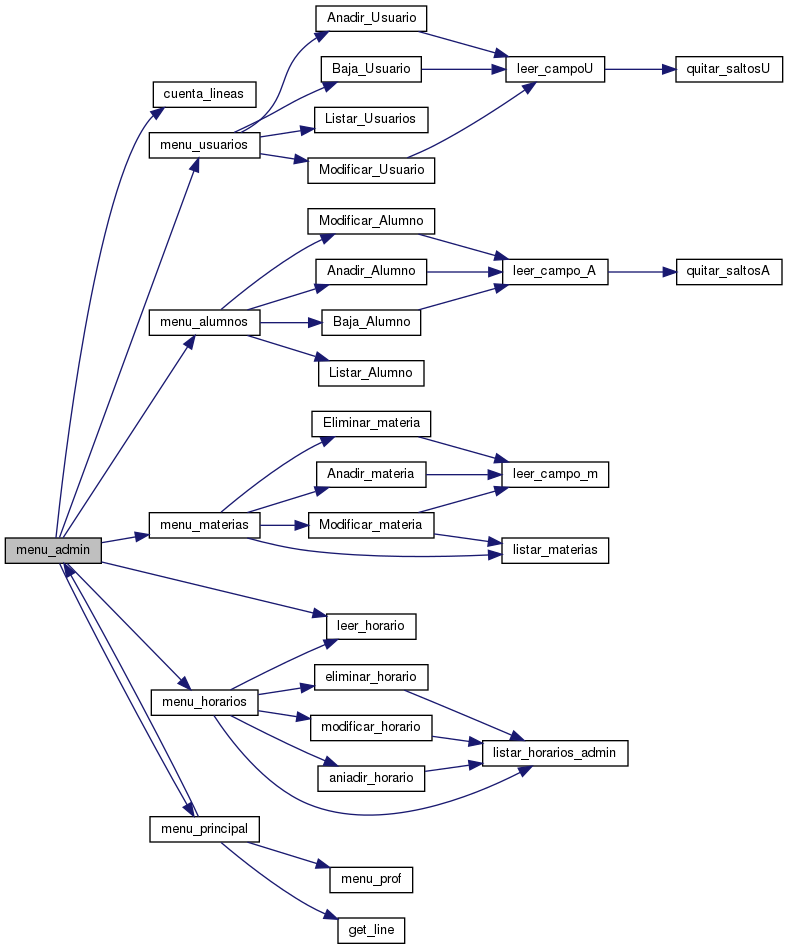 Anadir_Usuario
Baja_Usuario
leer_campoU
quitar_saltosU
cuenta_lineas
Listar_Usuarios
menu_usuarios
Modificar_Usuario
Modificar_Alumno
Anadir_Alumno
leer_campo_A
quitar_saltosA
menu_alumnos
Baja_Alumno
Listar_Alumno
Eliminar_materia
Anadir_materia
leer_campo_m
menu_materias
Modificar_materia
menu_admin
listar_materias
leer_horario
eliminar_horario
menu_horarios
modificar_horario
listar_horarios_admin
aniadir_horario
menu_principal
menu_prof
get_line